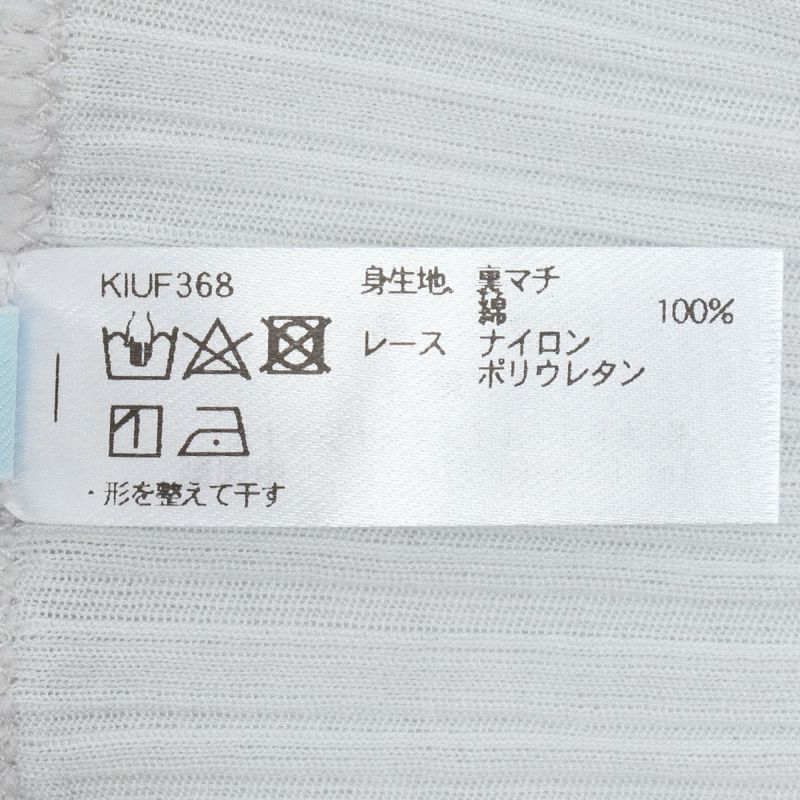 KIUF368
身生地、裏マチ
綿 100%
レース ナイロン
ポリウレタン
・形を整えて干す